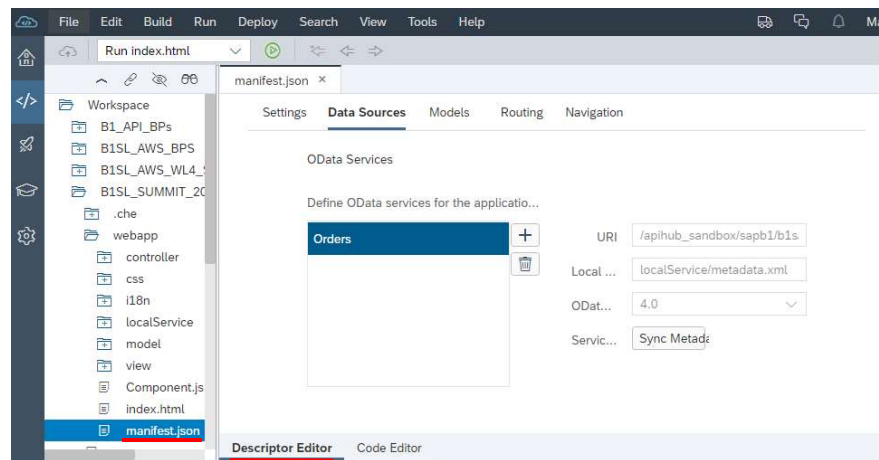 File Edit Build Run Deploy Search View Tools Help
Run index.html
manifest.json ×
Workspace
B1_API_BPs
B1SL_AWS_BPS
B1SL_AWS_WL4_
B1SL_SUMMIT_20
.che
webapp
controller
css
i18n
localService
model
view
Component.js
index.html
manifest.json
Settings Data Sources Models Routing Navigation
OData Services
Define OData services for the applicatio...
Orders
URI /apihub_sandbox/sapb1/b1s
Local ... localService/metadata.xml
ODat... 4.0
Servic... Sync Metada
Descriptor Editor Code Editor